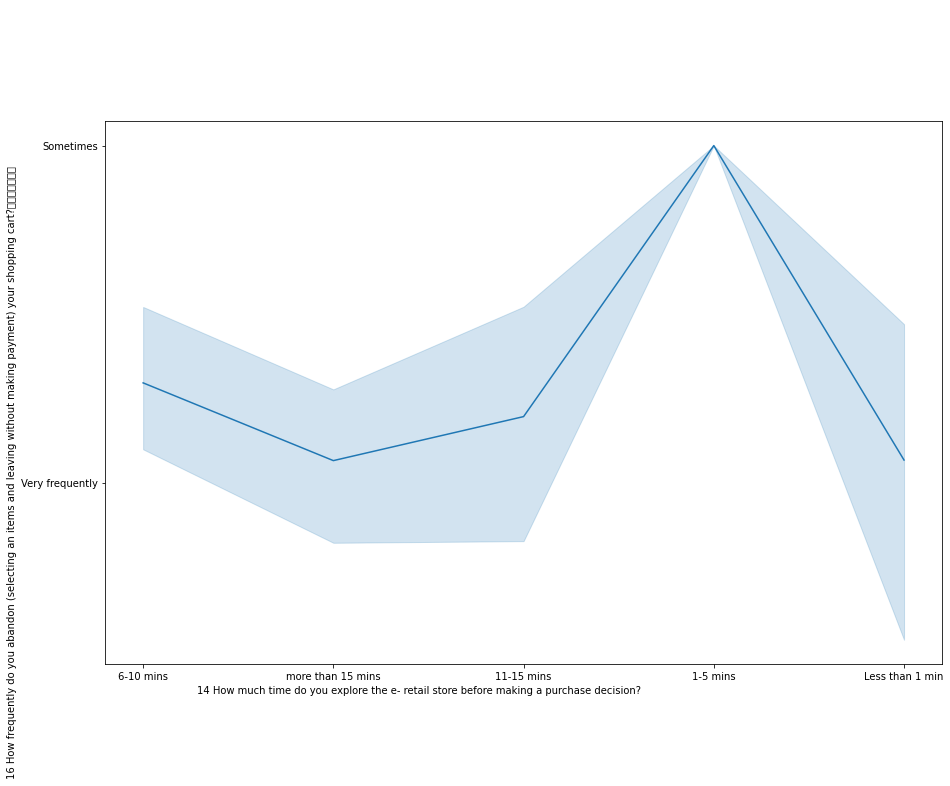 16 How frequently do you abandon (selecting an items and leaving without making payment) your shopping cart?
Sometimes
Very frequently
6-10 mins
more than 15 mins
11-15 mins
1-5 mins
Less than 1 min
14 How much time do you explore the e- retail store before making a purchase decision?